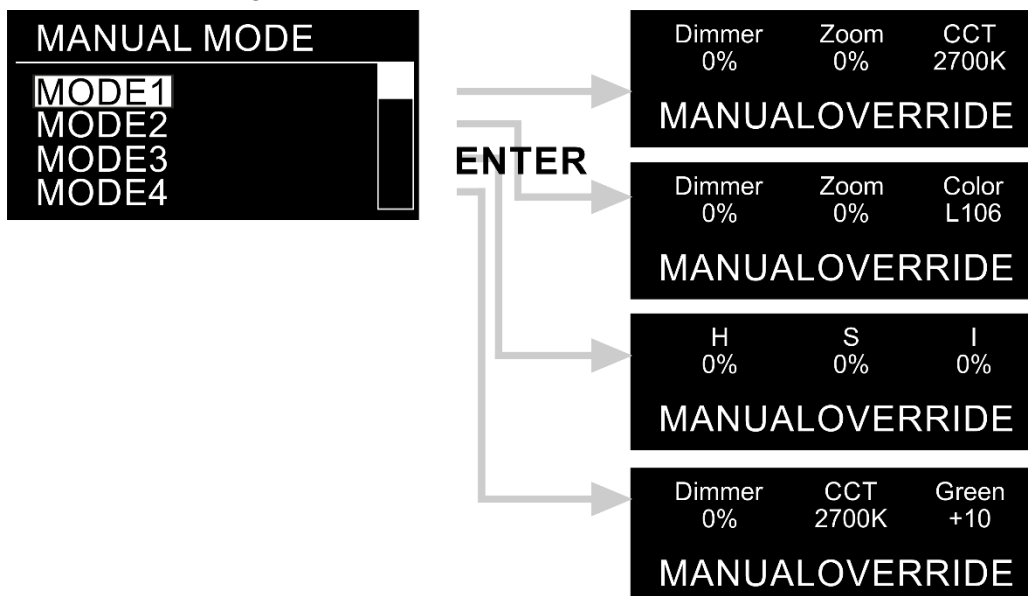 MANUAL MODE
MODE1
MODE2
MODE3
MODE4
ENTER
Dimmer Zoom CCT
0% 0% 2700K
MANUALOVERRIDE
Dimmer Zoom Color
0% 0% L106
MANUALOVERRIDE
H S I
0% 0% 0%
MANUALOVERRIDE
Dimmer CCT Green
0% 2700K +10
MANUALOVERRIDE